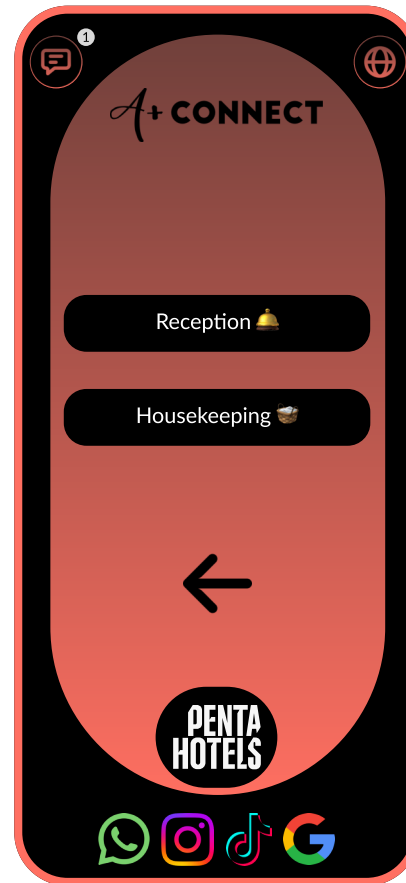 1
A+ CONNECT
Reception 🛎️
Housekeeping 🧺
PENTA
HOTELS